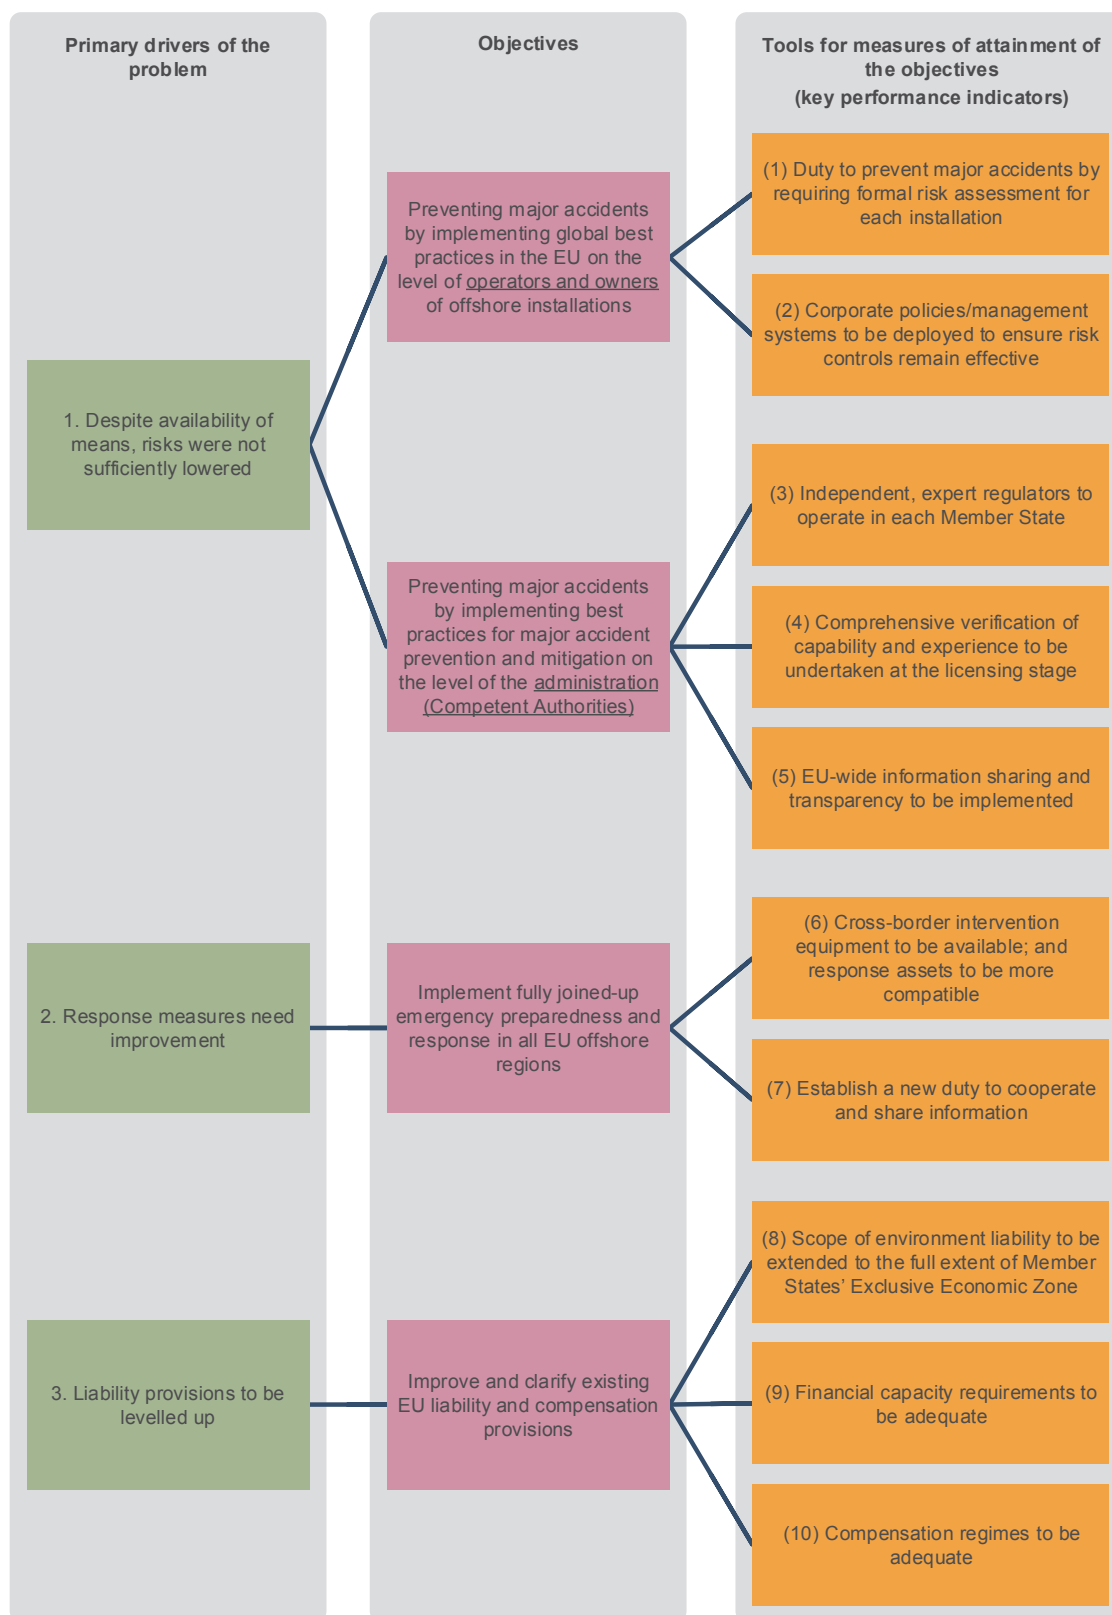 Primary drivers of the
problem
Objectives
Tools for measures of attainment of
the objectives
(key performance indicators)
1. Despite availability of
means, risks were not
sufficiently lowered
Preventing major accidents
by implementing global best
practices in the EU on the
level of operators and owners
of offshore installations
(1) Duty to prevent major accidents by
requiring formal risk assessment for
each installation
(2) Corporate policies/management
systems to be deployed to ensure risk
controls remain effective
Preventing major accidents
by implementing best
practices for major accident
prevention and mitigation on
the level of the administration
(Competent Authorities)
(3) Independent, expert regulators to
operate in each Member State
(4) Comprehensive verification of
capability and experience to be
undertaken at the licensing stage
(5) EU-wide information sharing and
transparency to be implemented
2. Response measures need
improvement
Implement fully joined-up
emergency preparedness and
response in all EU offshore
regions
(6) Cross-border intervention
equipment to be available; and
response assets to be more
compatible
(7) Establish a new duty to cooperate
and share information
3. Liability provisions to be
levelled up
Improve and clarify existing
EU liability and compensation
provisions
(8) Scope of environment liability to be
extended to the full extent of Member
States’ Exclusive Economic Zone
(9) Financial capacity requirements to
be adequate
(10) Compensation regimes to be
adequate